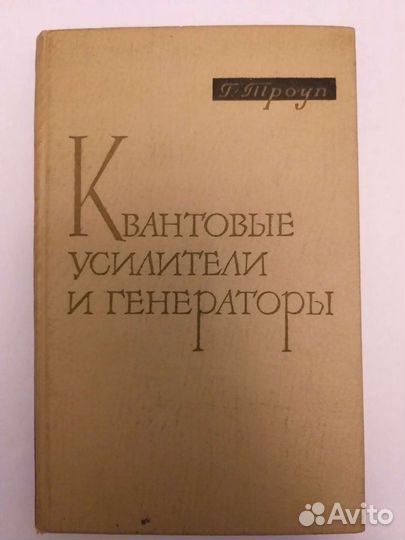 Г. Троуп
Квантовые
усилители
и генераторы
Avito